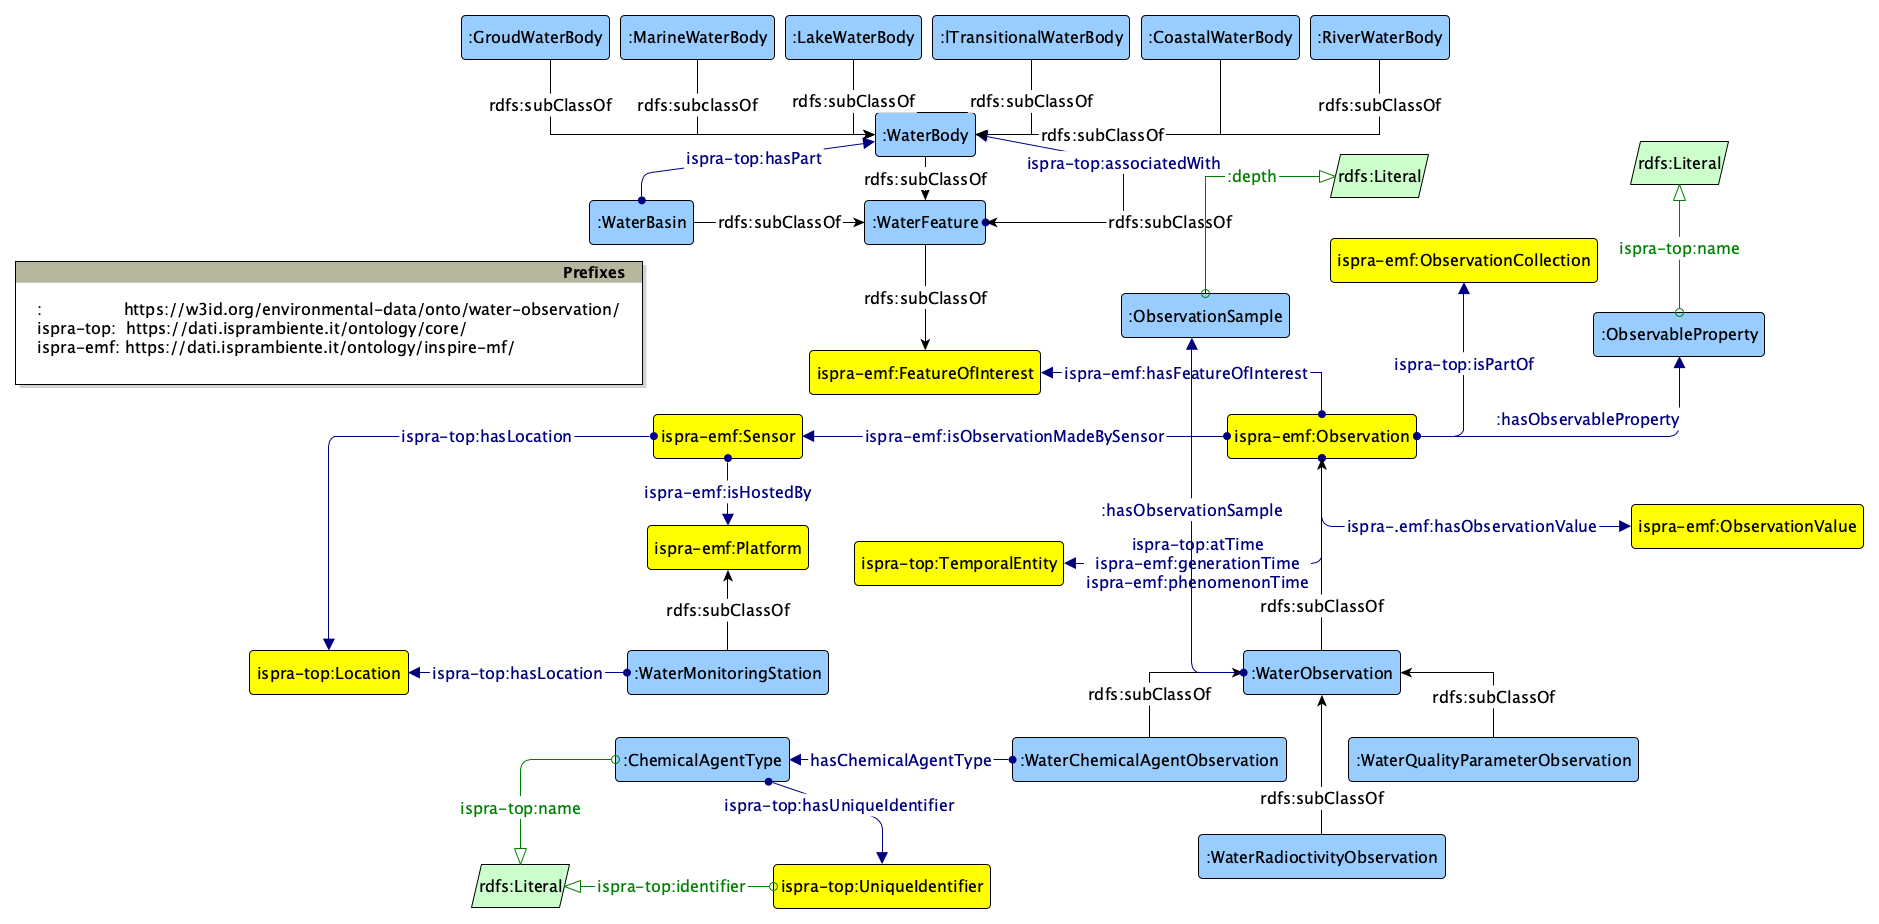 :GroudWaterBody
:MarineWaterBody
:LakeWaterBody
:lTransitionalWaterBody
:CoastalWaterBody
:RiverWaterBody
rdfs:subClassOf
rdfs:subclassOf
rdfs:subClassOf
rdfs:subClassOf
rdfs:subClassOf
:WaterBody
rdfs:subClassOf
ispra-top:hasPart
ispra-top:associatedWith
rdfs:Literal
rdfs:subClassOf
:depth
rdfs:Literal
:WaterBasin
rdfs:subClassOf
:WaterFeature
rdfs:subClassOf
ispra-top:name
ispra-emf:ObservationCollection
Prefixes
: https://w3id.org/environmental-data/onto/water-observation/
ispra-top: https://dati.isprambiente.it/ontology/core/
ispra-emf: https://dati.isprambiente.it/ontology/inspire-mf/
rdfs:subClassOf
:ObservationSample
:ObservableProperty
ispra-top:isPartOf
ispra-emf:FeatureOfInterest
ispra-emf:hasFeatureOfInterest
:hasObservableProperty
ispra-top:hasLocation
ispra-emf:Sensor
ispra-emf:isObservationMadeBySensor
ispra-emf:Observation
ispra-emf:isHostedBy
:hasObservationSample
ispra-.emf:hasObservationValue
ispra-emf:ObservationValue
ispra-emf:Platform
ispra-top:TemporalEntity
ispra-top:atTime
ispra-emf:generationTime
ispra-emf:phenomenonTime
rdfs:subClassOf
rdfs:subClassOf
ispra-top:Location
ispra-top:hasLocation
:WaterMonitoringStation
:WaterObservation
rdfs:subClassOf
rdfs:subClassOf
:ChemicalAgentType
hasChemicalAgentType
:WaterChemicalAgentObservation
:WaterQualityParameterObservation
ispra-top:name
ispra-top:hasUniqueIdentifier
rdfs:subClassOf
:WaterRadioctivityObservation
rdfs:Literal
ispra-top:identifier
ispra-top:UniqueIdentifier